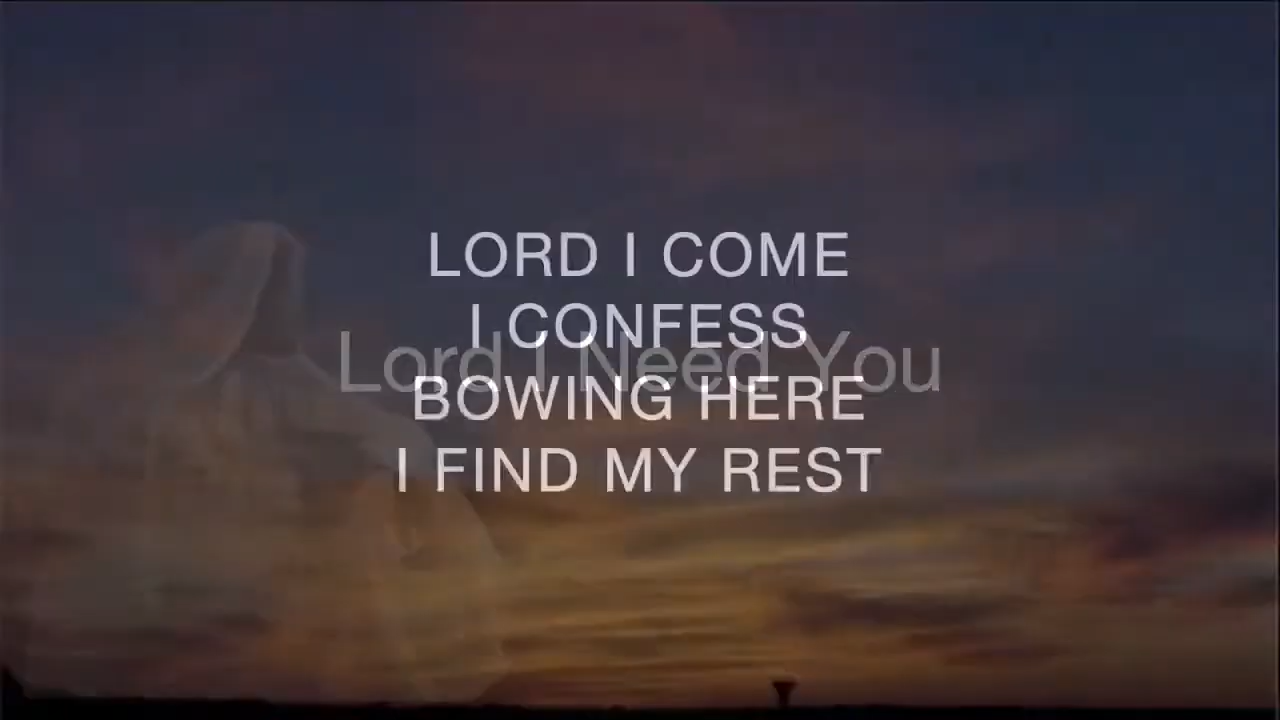 LORD I COME
I CONFESS
Lord I Need You
BOWING HERE
I FIND MY REST